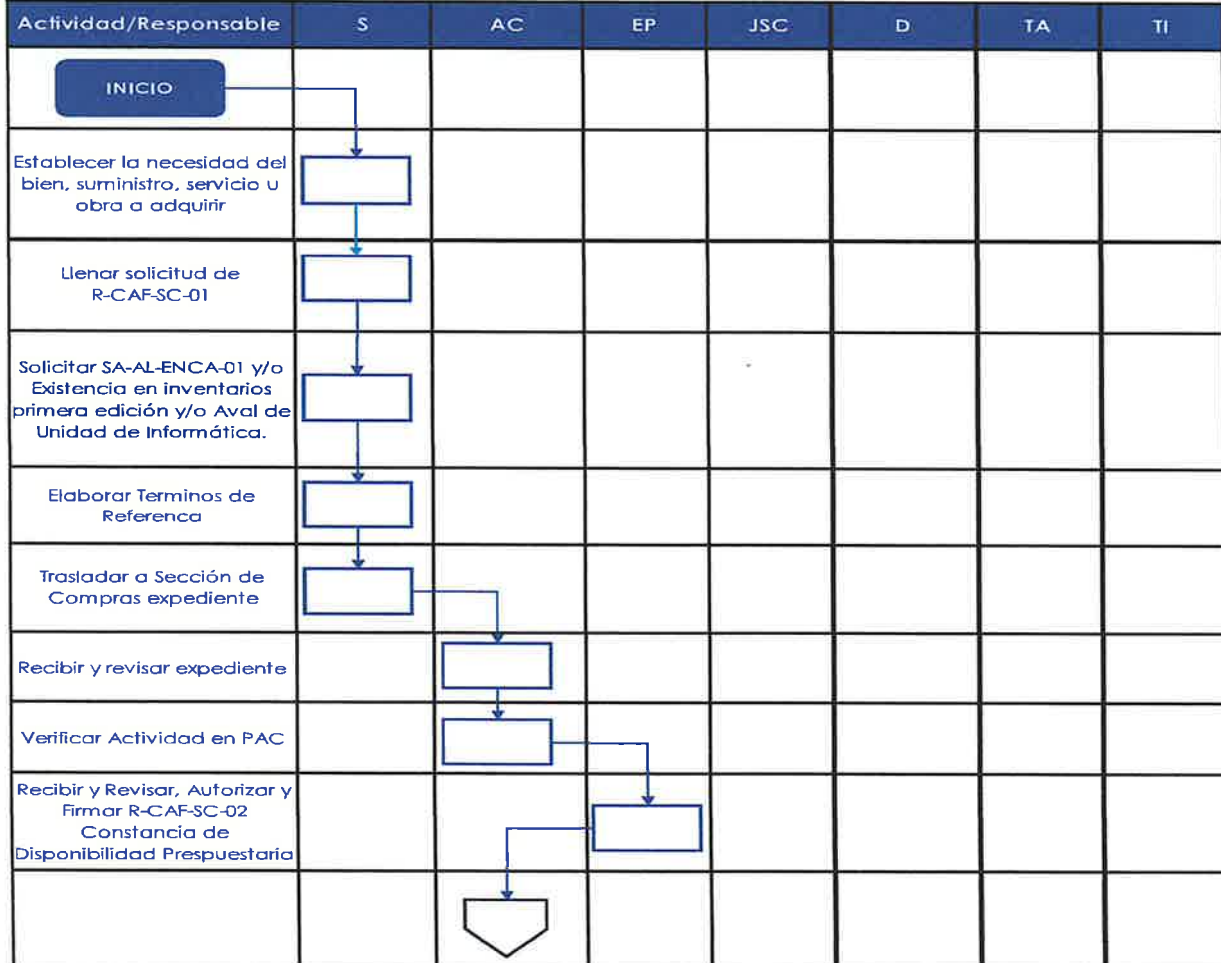 Actividad/Responsable S AC EP JSC D TA TI
INICIO
Establecer la necesidad del
bien, suministro, servicio u
obra a adquirir
Llenar solicitud de
R-CAF-SC-01
Solicitar SA-AL-ENCA-01 y/o
Existencia en inventarios
primera edición y/o Aval de
Unidad de Informática.
Elaborar Terminos de
Referenca
Trasladar a Sección de
Compras expediente
Recibir y revisar expediente
Verificar Actividad en PAC
Recibir y Revisar, Autorizar y
Firmar R-CAF-SC-02
Constancia de
Disponibilidad Prespuestaria